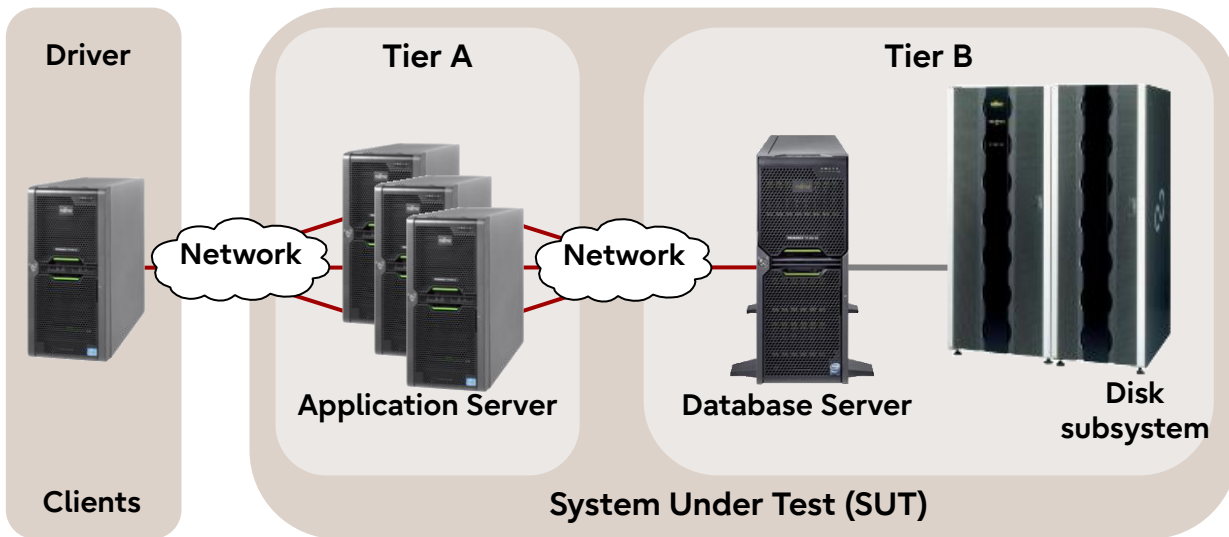 Driver
Tier A
Tier B
Network
Network
Application Server
Database Server
Disk
subsystem
Clients
System Under Test (SUT)